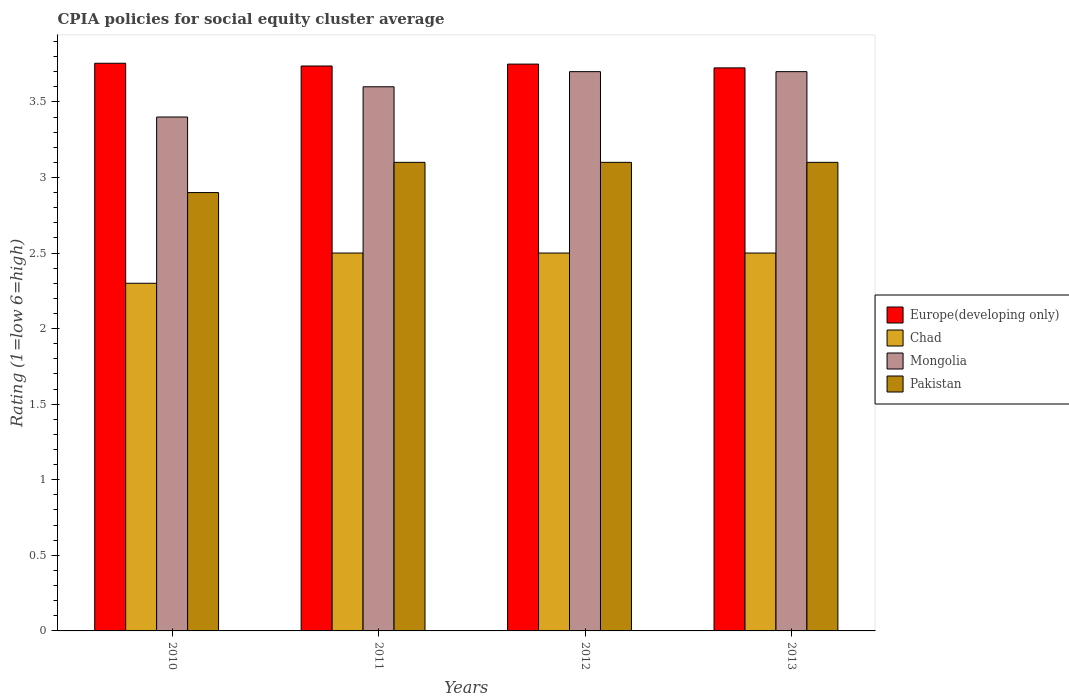 CPIA policies for social equity cluster average
Rating (1=low 6=high)
3.5
3
2.5
2
1.5
1
0.5
0
2010
2011
2012
2013
Years
Europe(developing only)
Chad
Mongolia
Pakistan